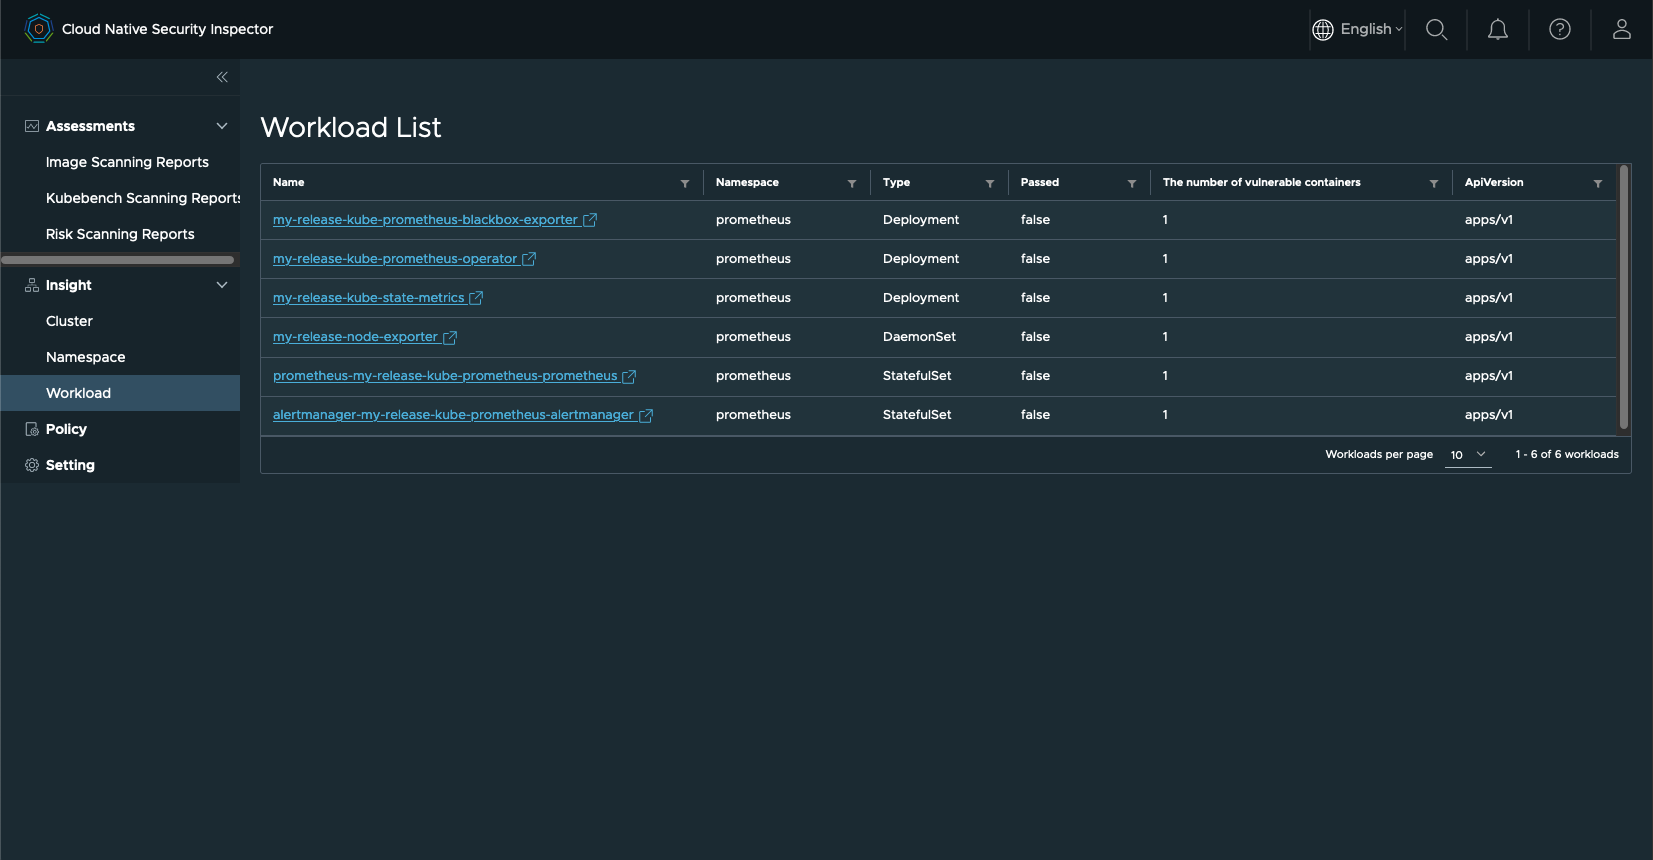 Cloud Native Security Inspector
English
Assessments
Image Scanning Reports
Kubebench Scanning Reports
Risk Scanning Reports
Insight
Cluster
Namespace
Workload
Policy
Setting
Workload List
Name Namespace Type Passed The number of vulnerable containers ApiVersion
my-release-kube-prometheus-blackbox-exporter prometheus Deployment false 1 apps/v1
my-release-kube-prometheus-operator prometheus Deployment false 1 apps/v1
my-release-kube-state-metrics prometheus Deployment false 1 apps/v1
my-release-node-exporter prometheus DaemonSet false 1 apps/v1
prometheus-my-release-kube-prometheus-prometheus prometheus StatefulSet false 1 apps/v1
alertmanager-my-release-kube-prometheus-alertmanager prometheus StatefulSet false 1 apps/v1
Workloads per page 10 1 - 6 of 6 workloads